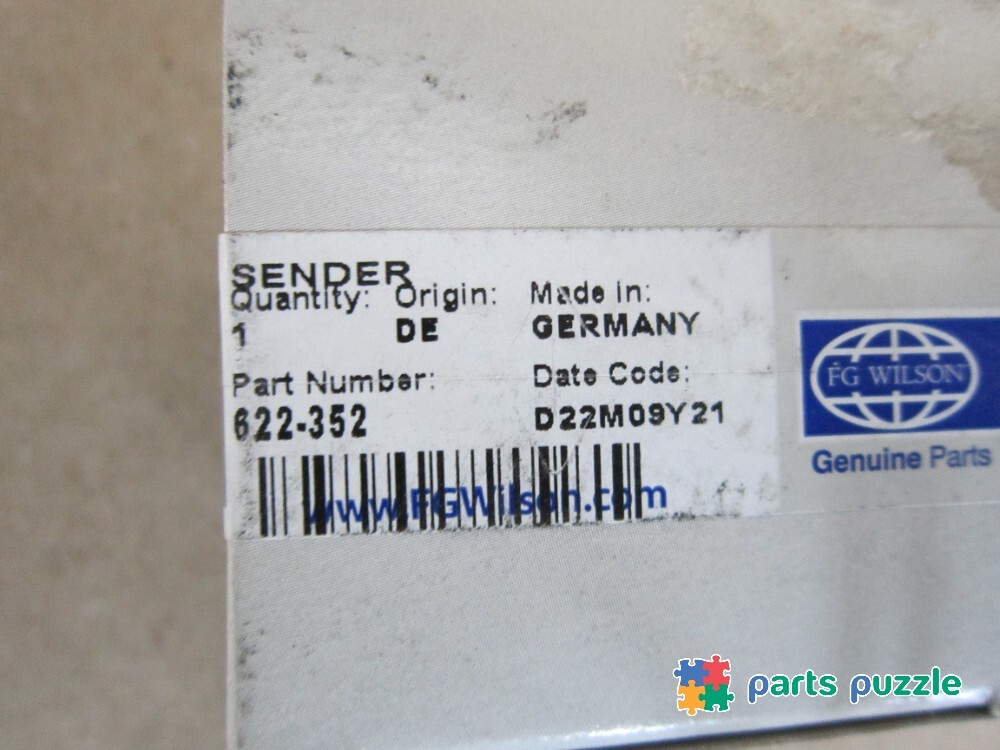 SENDER
Quantity: Origin: Made In:
1 DE GERMANY
Part Number: Date Code:
622-352 D22M09Y21
www.FGWilson.com
FG WILSON
Genuine Parts
parts puzzle